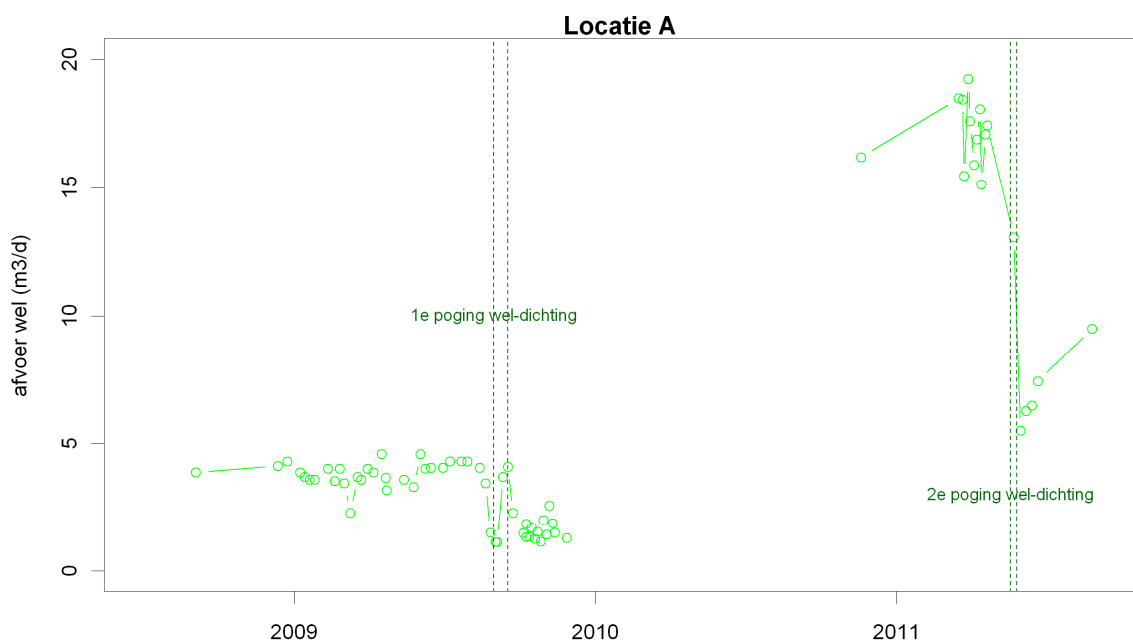 Locatie A
afvoer wel (m3/d)
20
15
10
5
0
1e poging wel-dichting
2e poging wel-dichting
2009
2010
2011